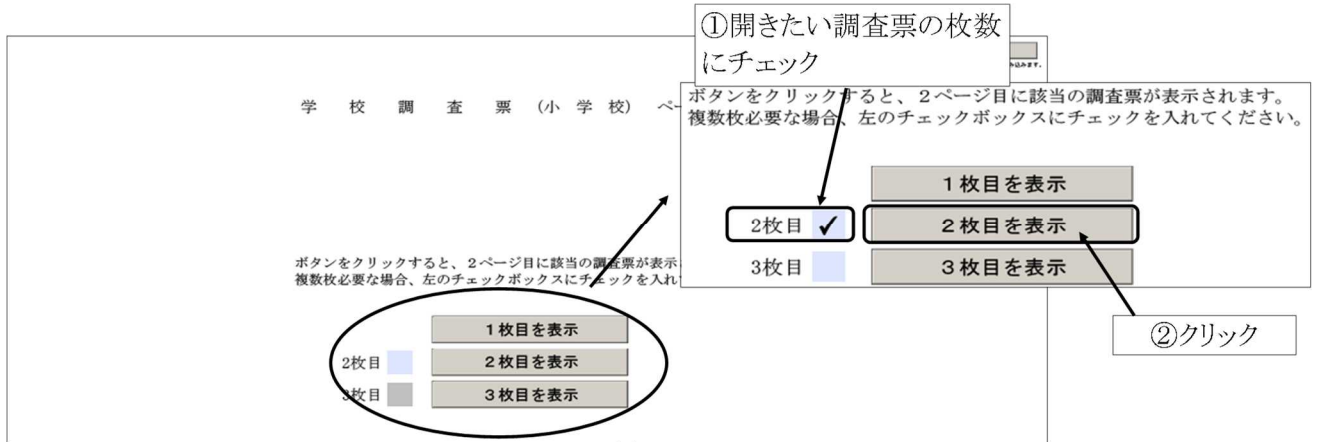 ①開きたい調査票の枚数
にチェック
み込みます。
学 校 調 査 票 (小 学 校) ペー
ボタンをクリックすると、2ページ目に該当の調査票が表示されます。
複数枚必要な場合、左のチェックボックスにチェックを入れてください。
1枚目を表示
2枚目 ✓ 2枚目を表示
3枚目 3枚目を表示
②クリック
ボタンをクリックすると、2ページ目に該当の調査票が表示
複数枚必要な場合、左のチェックボックスにチェックを入れ
1枚目を表示
2枚目 2枚目を表示
3枚目 3枚目を表示